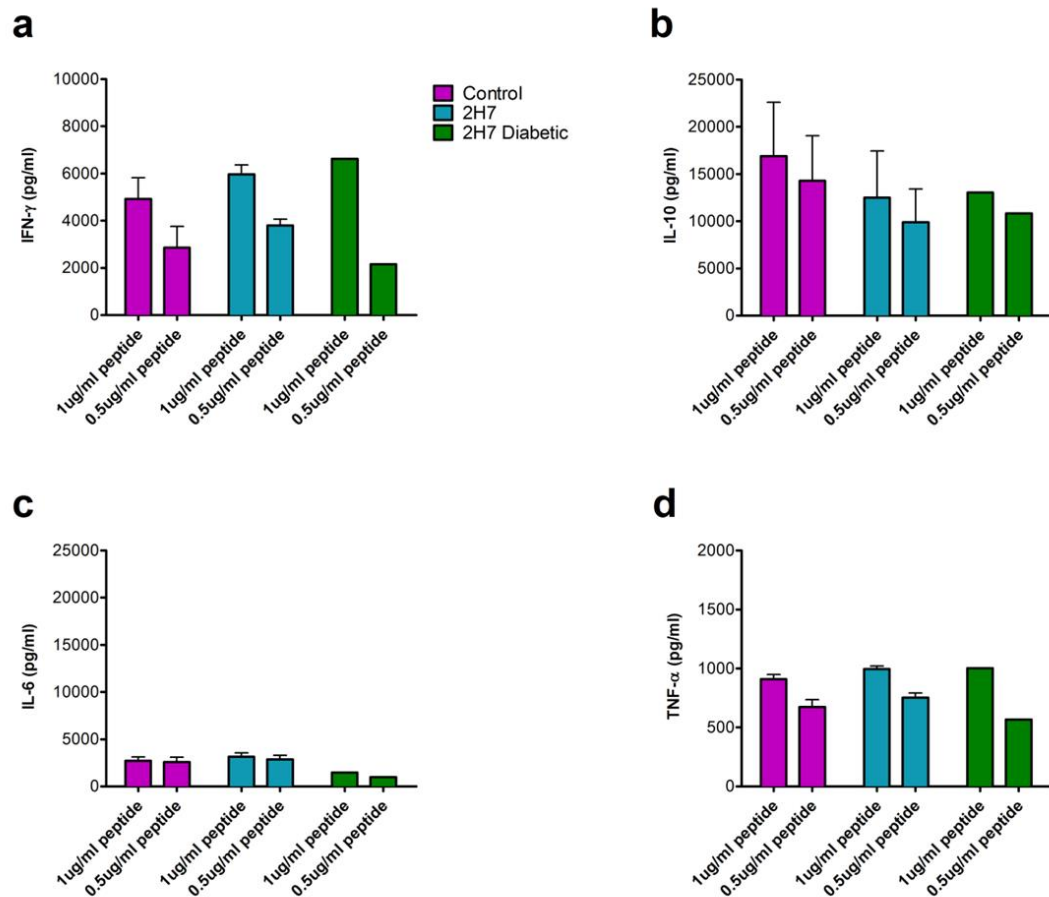 a
IFN-γ (pg/ml)
10000
8000
6000
4000
2000
0
1ug/ml peptide
0.5ug/ml peptide
1ug/ml peptide
0.5ug/ml peptide
1ug/ml peptide
0.5ug/ml peptide
Control
2H7
2H7 Diabetic
b
IL-10 (pg/ml)
25000
20000
15000
10000
5000
0
1ug/ml peptide
0.5ug/ml peptide
1ug/ml peptide
0.5ug/ml peptide
1ug/ml peptide
0.5ug/ml peptide
c
IL-6 (pg/ml)
25000
20000
15000
10000
5000
0
1ug/ml peptide
0.5ug/ml peptide
1ug/ml peptide
0.5ug/ml peptide
1ug/ml peptide
0.5ug/ml peptide
d
TNF-α (pg/ml)
2000
1500
1000
500
0
1ug/ml peptide
0.5ug/ml peptide
1ug/ml peptide
0.5ug/ml peptide
1ug/ml peptide
0.5ug/ml peptide